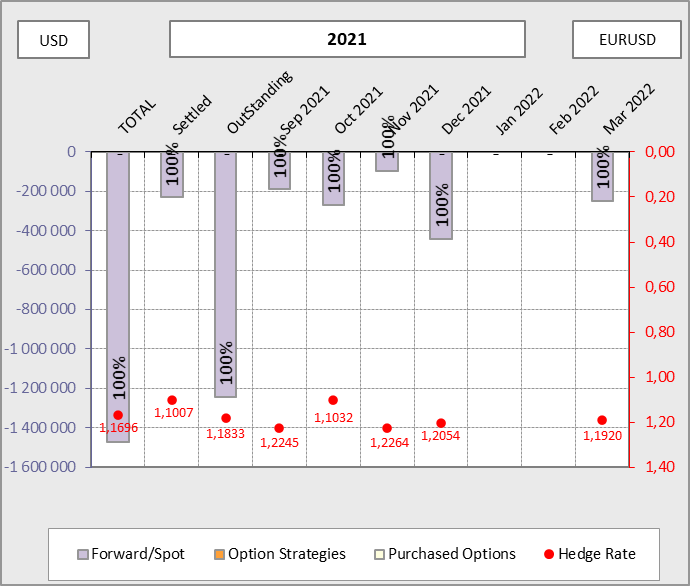 USD
2021
EURUSD
TOTAL
Settled
OutStanding
Sep 2021
Oct 2021
Nov 2021
Dec 2021
Jan 2022
Feb 2022
Mar 2022
0
-200 000
-400 000
-600 000
-800 000
-1 000 000
-1 200 000
-1 400 000
-1 600 000
100%
100%
100%
100%
100%
100%
100%
100%
1,1696
1,1007
1,1833
1,2245
1,1032
1,2264
1,2054
1,1920
0,00
0,20
0,40
0,60
0,80
1,00
1,20
1,40
Forward/Spot
Option Strategies
Purchased Options
Hedge Rate